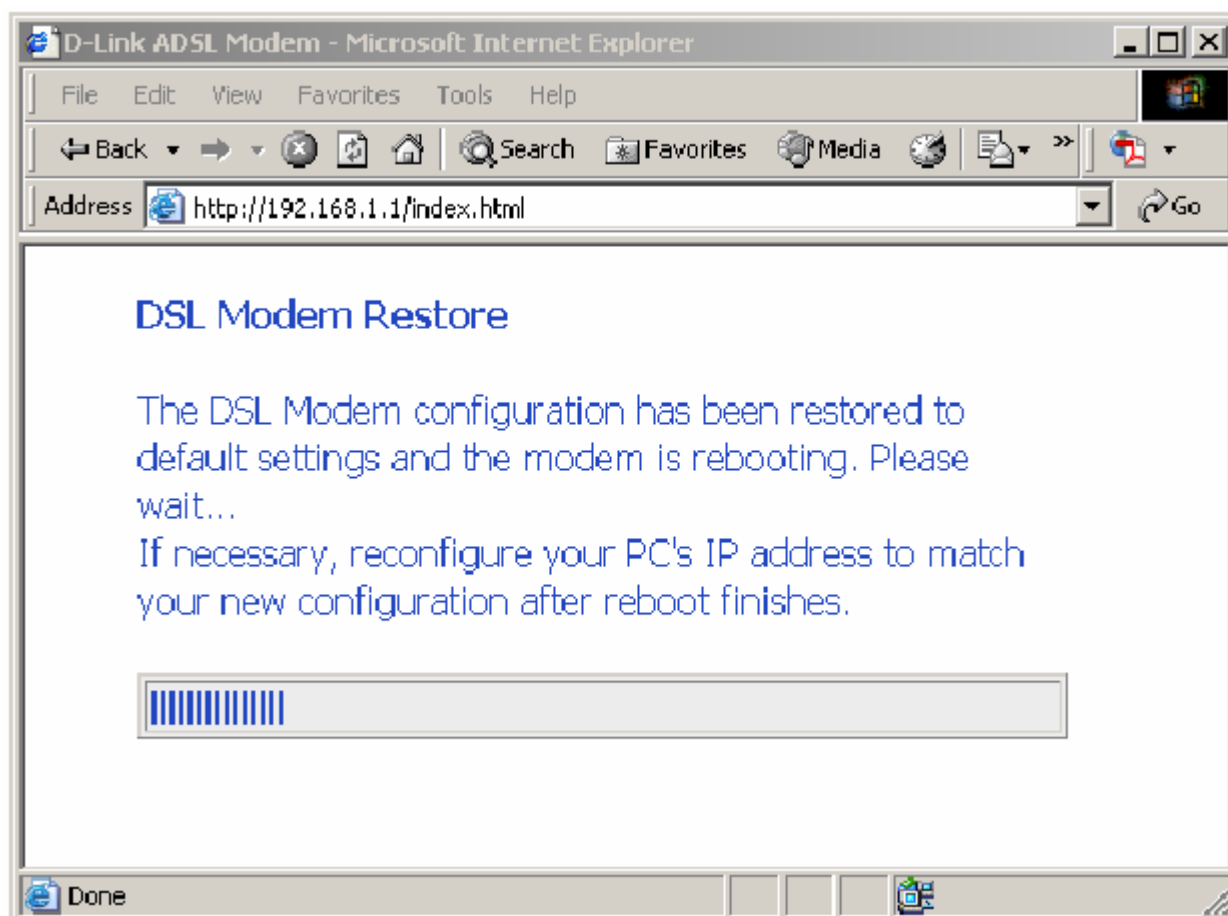 D-Link ADSL Modem - Microsoft Internet Explorer
File Edit View Favorites Tools Help
Back Search Favorites Media »
Address http://192.168.1.1/index.html Go
DSL Modem Restore
The DSL Modem configuration has been restored to
default settings and the modem is rebooting. Please
wait...
If necessary, reconfigure your PC's IP address to match
your new configuration after reboot finishes.
Done